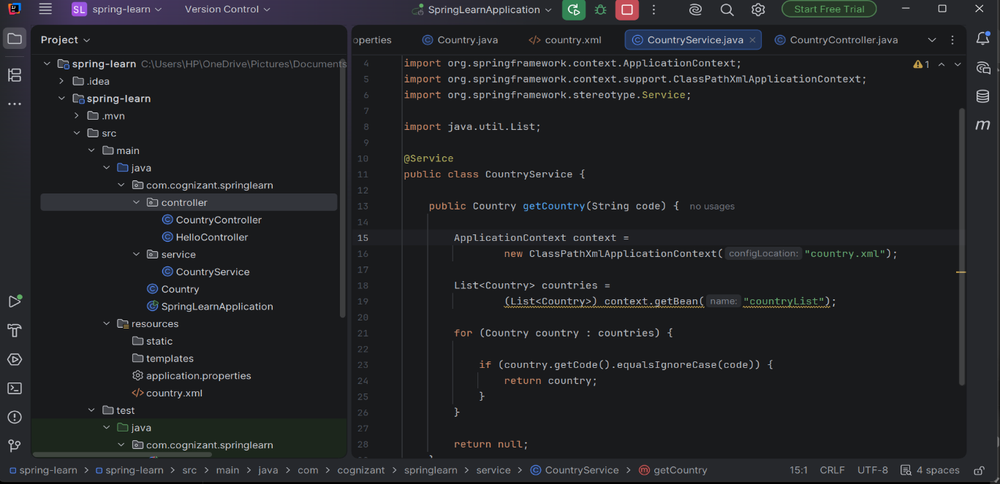 SL spring-learn Version Control SpringLearnApplication Start Free Trial
Project
operties Country.java country.xml CountryService.java CountryController.java
spring-learn C:\Users\HP\OneDrive\Pictures\Documents
.idea
spring-learn
.mvn
src
main
java
com.cognizant.springlearn
controller
CountryController
HelloController
service
CountryService
Country
SpringLearnApplication
resources
static
templates
application.properties
country.xml
test
java
com.cognizant.springlearn
1
4 import org.springframework.context.ApplicationContext;
5 import org.springframework.context.support.ClassPathXmlApplicationContext;
6 import org.springframework.stereotype.Service;
7
8 import java.util.List;
9
10 @Service
11 public class CountryService {
12
13 public Country getCountry(String code) { no usages
14
15 ApplicationContext context =
16 new ClassPathXmlApplicationContext( configLocation: "country.xml");
17
18 List<Country> countries =
19 (List<Country>) context.getBean( name: "countryList");
20
21 for (Country country : countries) {
22
23 if (country.getCode().equalsIgnoreCase(code)) {
24 return country;
25 }
26 }
27
28 return null;
m
spring-learn > spring-learn > src > main > java > com > cognizant > springlearn > service > CountryService > getCountry 15:1 CRLF UTF-8 4 spaces